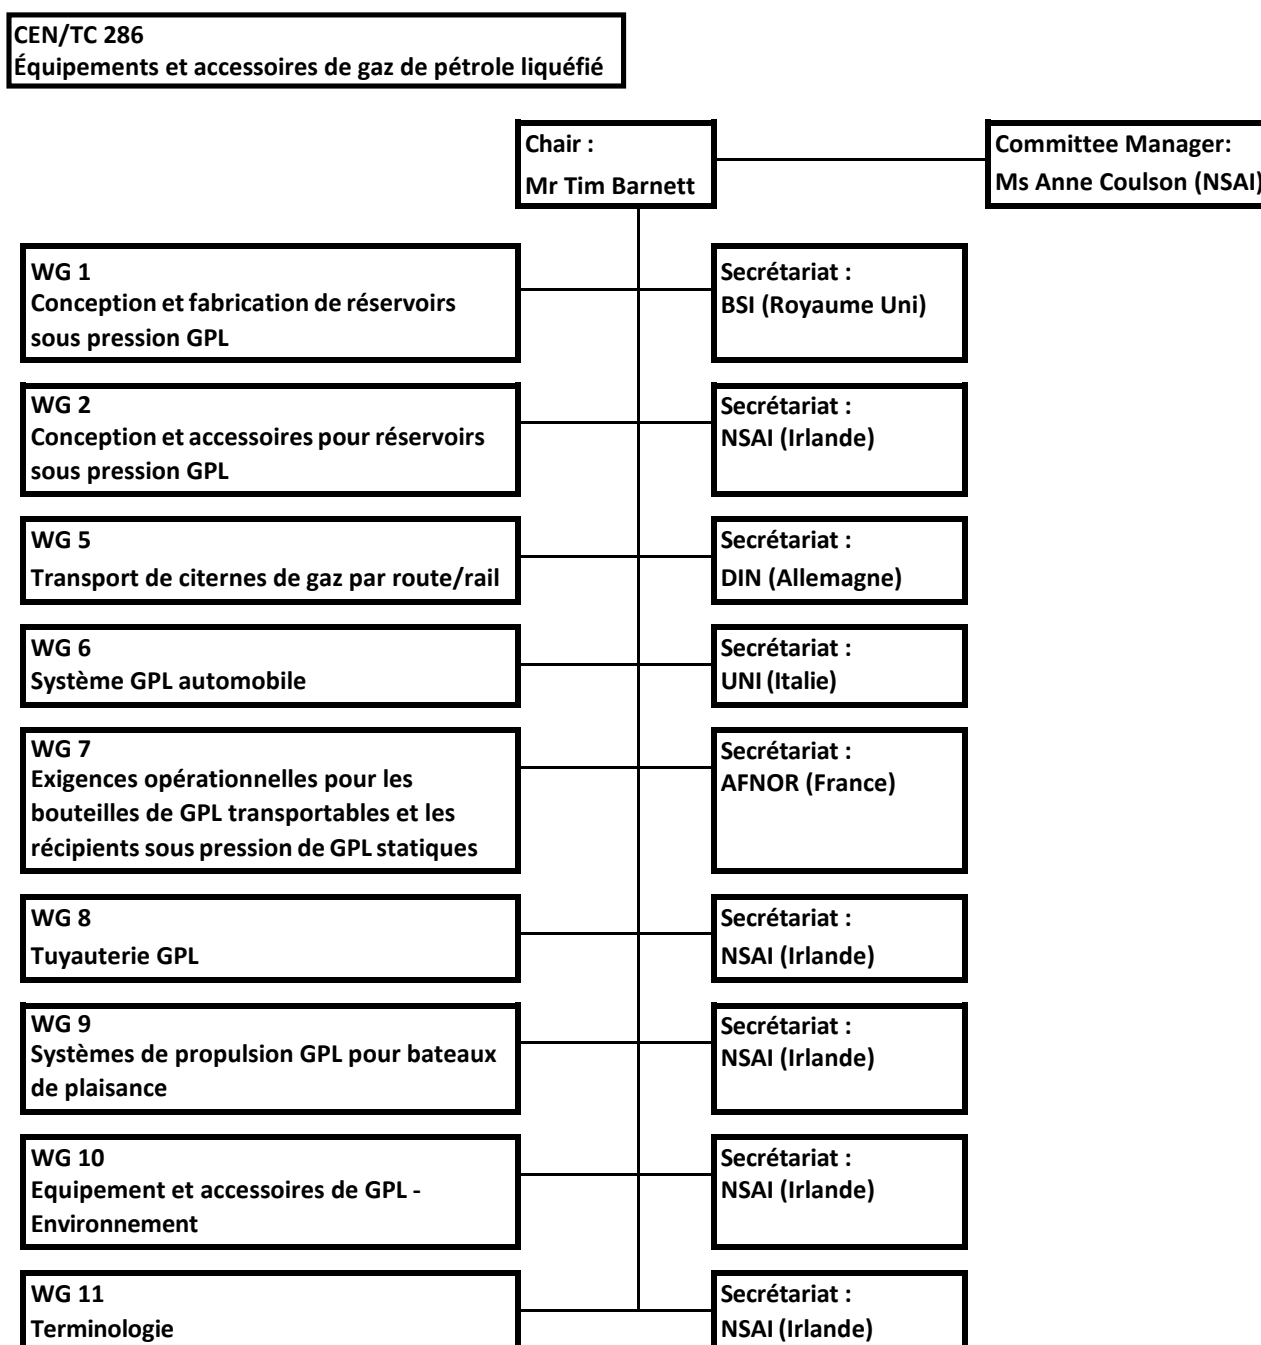 CEN/TC 286
Équipements et accessoires de gaz de pétrole liquéfié
Chair :
Mr Tim Barnett
Committee Manager:
Ms Anne Coulson (NSAI)
WG 1
Conception et fabrication de réservoirs
sous pression GPL
Secrétariat :
BSI (Royaume Uni)
WG 2
Conception et accessoires pour réservoirs
sous pression GPL
Secrétariat :
NSAI (Irlande)
WG 5
Transport de citernes de gaz par route/rail
Secrétariat :
DIN (Allemagne)
WG 6
Système GPL automobile
Secrétariat :
UNI (Italie)
WG 7
Exigences opérationnelles pour les
bouteilles de GPL transportables et les
récipients sous pression de GPL statiques
Secrétariat :
AFNOR (France)
WG 8
Tuyauterie GPL
Secrétariat :
NSAI (Irlande)
WG 9
Systèmes de propulsion GPL pour bateaux
de plaisance
Secrétariat :
NSAI (Irlande)
WG 10
Equipement et accessoires de GPL -
Environnement
Secrétariat :
NSAI (Irlande)
WG 11
Terminologie
Secrétariat :
NSAI (Irlande)